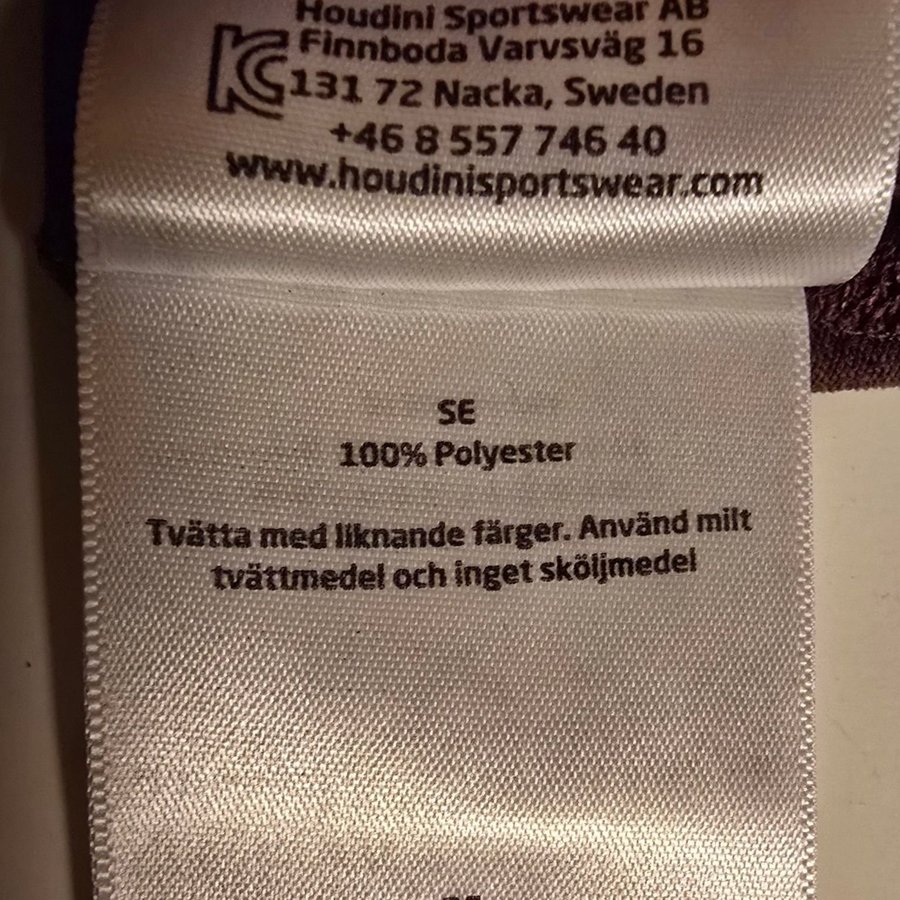 Houdini Sportswear AB
Finnboda Varvsväg 16
131 72 Nacka, Sweden
+46 8 557 746 40
www.houdinisportswear.com
SE
100% Polyester
Tvätta med liknande färger. Använd milt
tvättmedel och inget sköljmedel